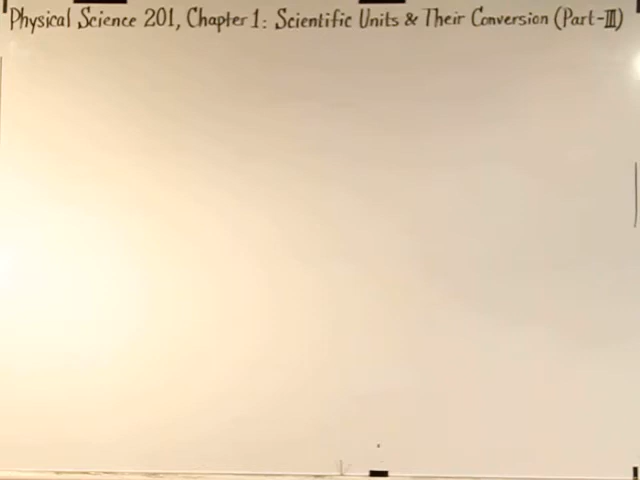 Physical Science 201, Chapter 1: Scientific Units & Their Conversion (Part-III)